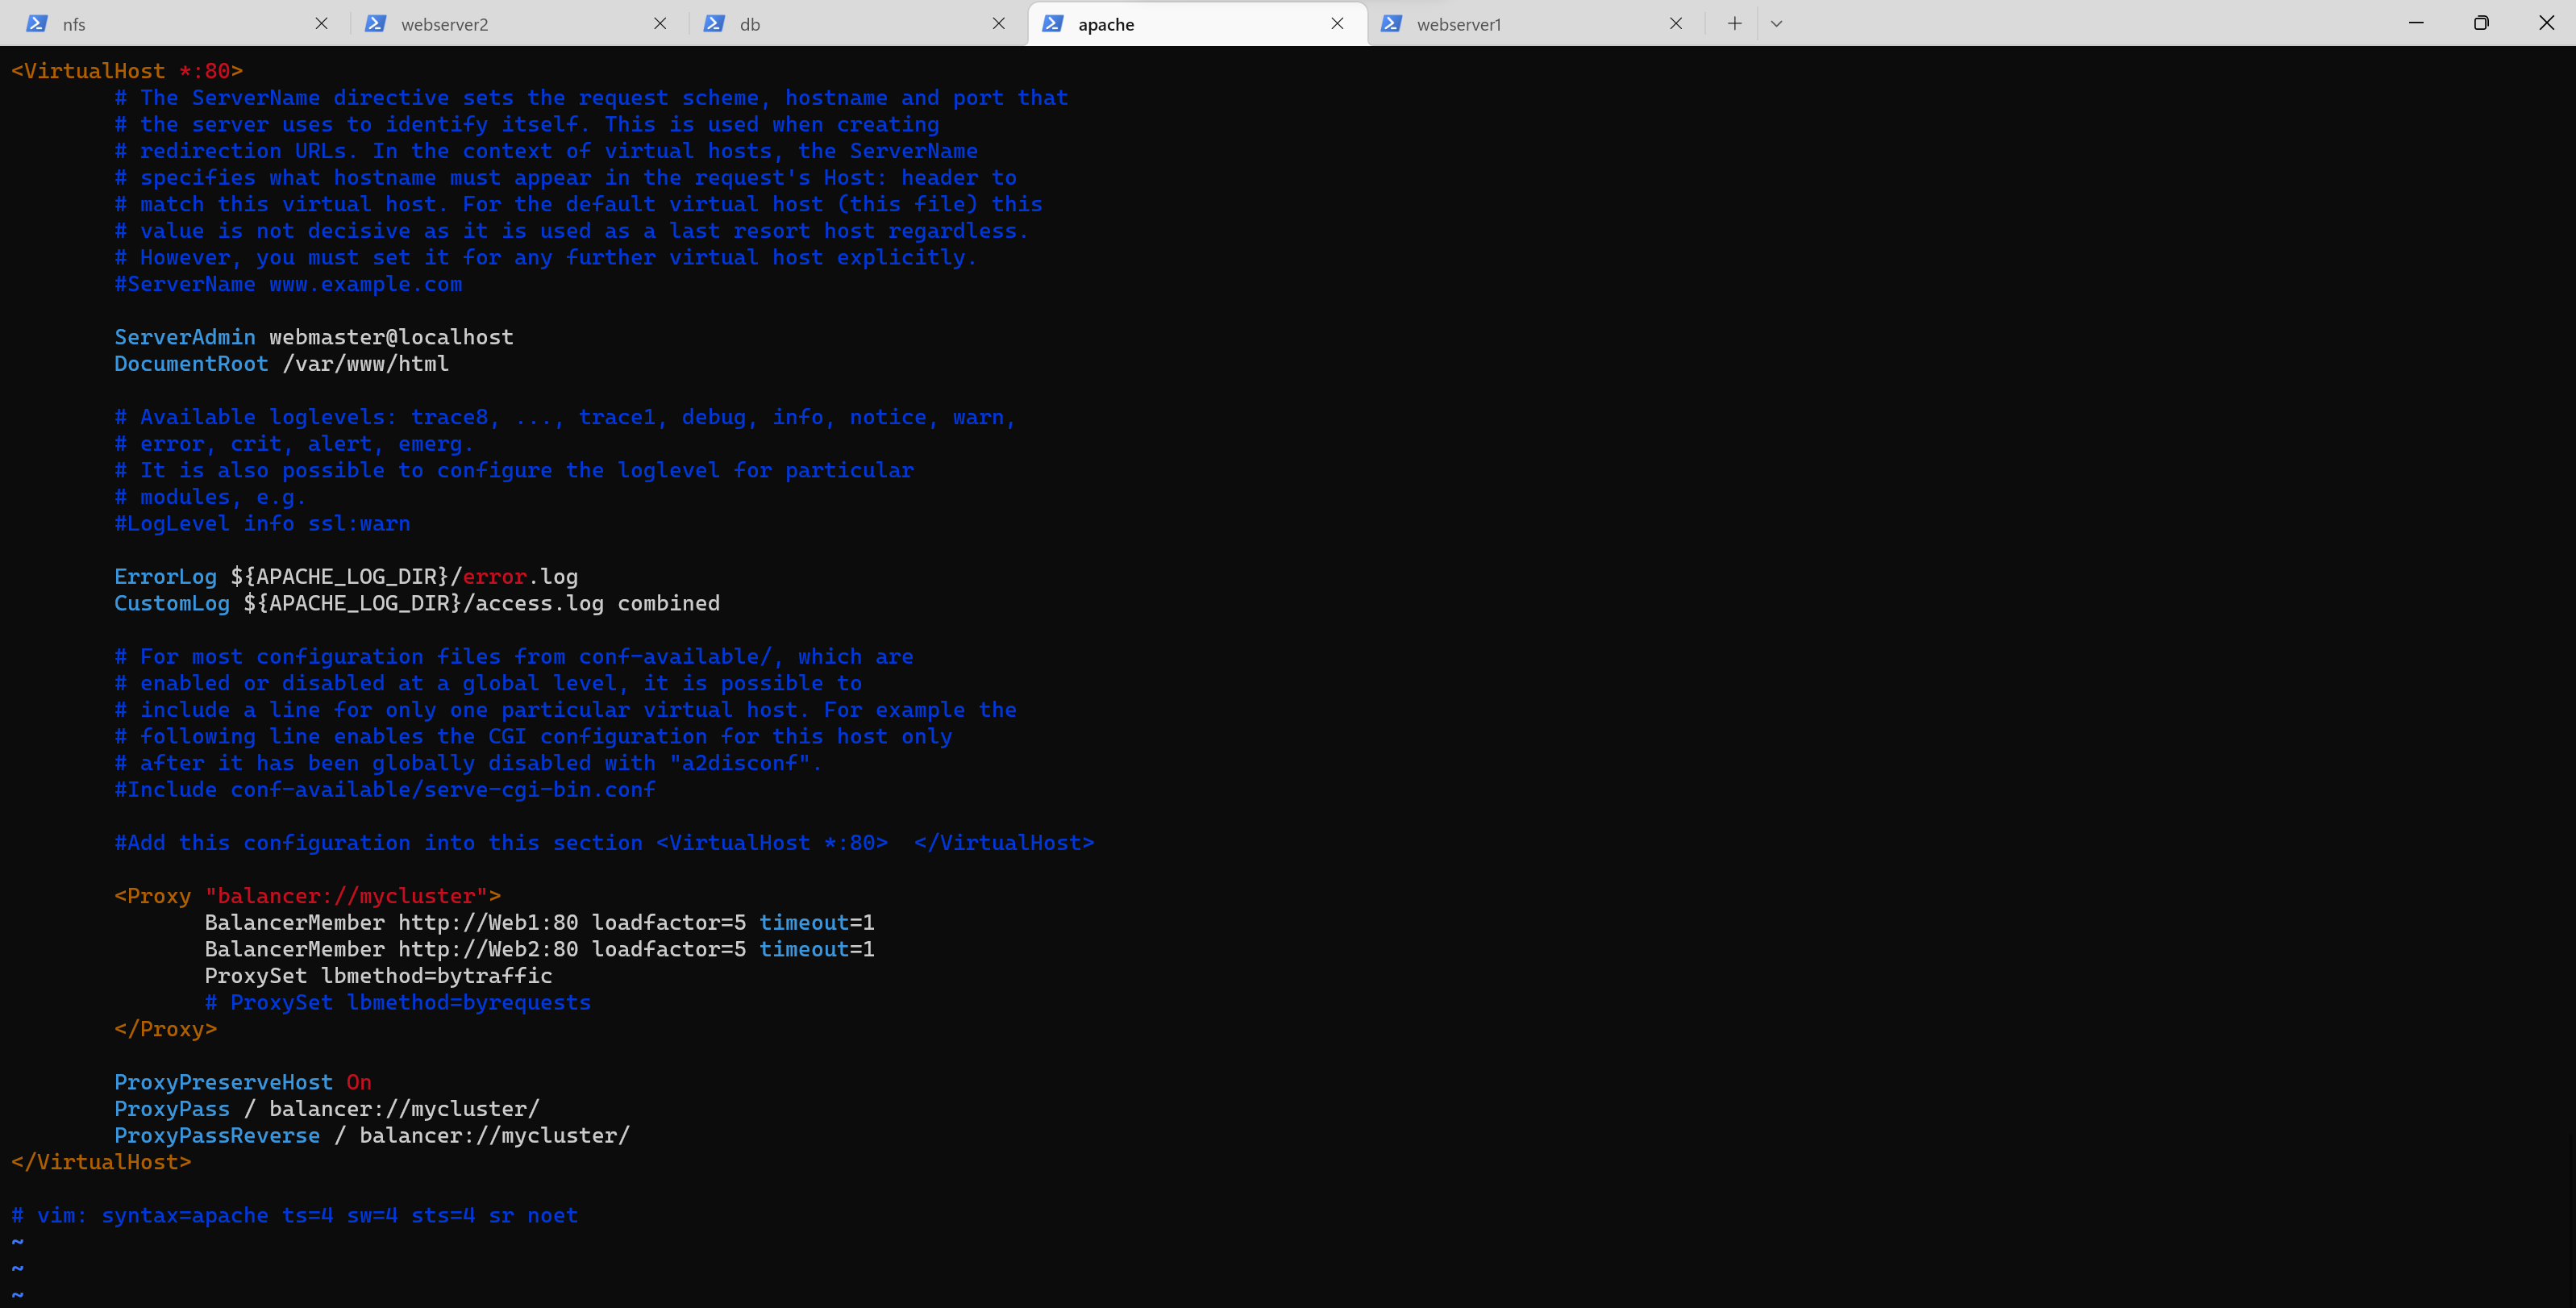 nfs
webserver2
db
apache
webserver1
<VirtualHost *:80>
# The ServerName directive sets the request scheme, hostname and port that
# the server uses to identify itself. This is used when creating
# redirection URLs. In the context of virtual hosts, the ServerName
# specifies what hostname must appear in the request's Host: header to
# match this virtual host. For the default virtual host (this file) this
# value is not decisive as it is used as a last resort host regardless.
# However, you must set it for any further virtual host explicitly.
#ServerName www.example.com
ServerAdmin webmaster@localhost
DocumentRoot /var/www/html
# Available loglevels: trace8, ..., trace1, debug, info, notice, warn,
# error, crit, alert, emerg.
# It is also possible to configure the loglevel for particular
# modules, e.g.
#LogLevel info ssl:warn
ErrorLog ${APACHE_LOG_DIR}/error.log
CustomLog ${APACHE_LOG_DIR}/access.log combined
# For most configuration files from conf-available/, which are
# enabled or disabled at a global level, it is possible to
# include a line for only one particular virtual host. For example the
# following line enables the CGI configuration for this host only
# after it has been globally disabled with "a2disconf".
#Include conf-available/serve-cgi-bin.conf
#Add this configuration into this section <VirtualHost *:80>  </VirtualHost>
<Proxy "balancer://mycluster">
BalancerMember http://Web1:80 loadfactor=5 timeout=1
BalancerMember http://Web2:80 loadfactor=5 timeout=1
ProxySet lbmethod=bytraffic
# ProxySet lbmethod=byrequests
</Proxy>
ProxyPreserveHost On
ProxyPass / balancer://mycluster/
ProxyPassReverse / balancer://mycluster/
</VirtualHost>
# vim: syntax=apache ts=4 sw=4 sts=4 sr noet
~
~
~